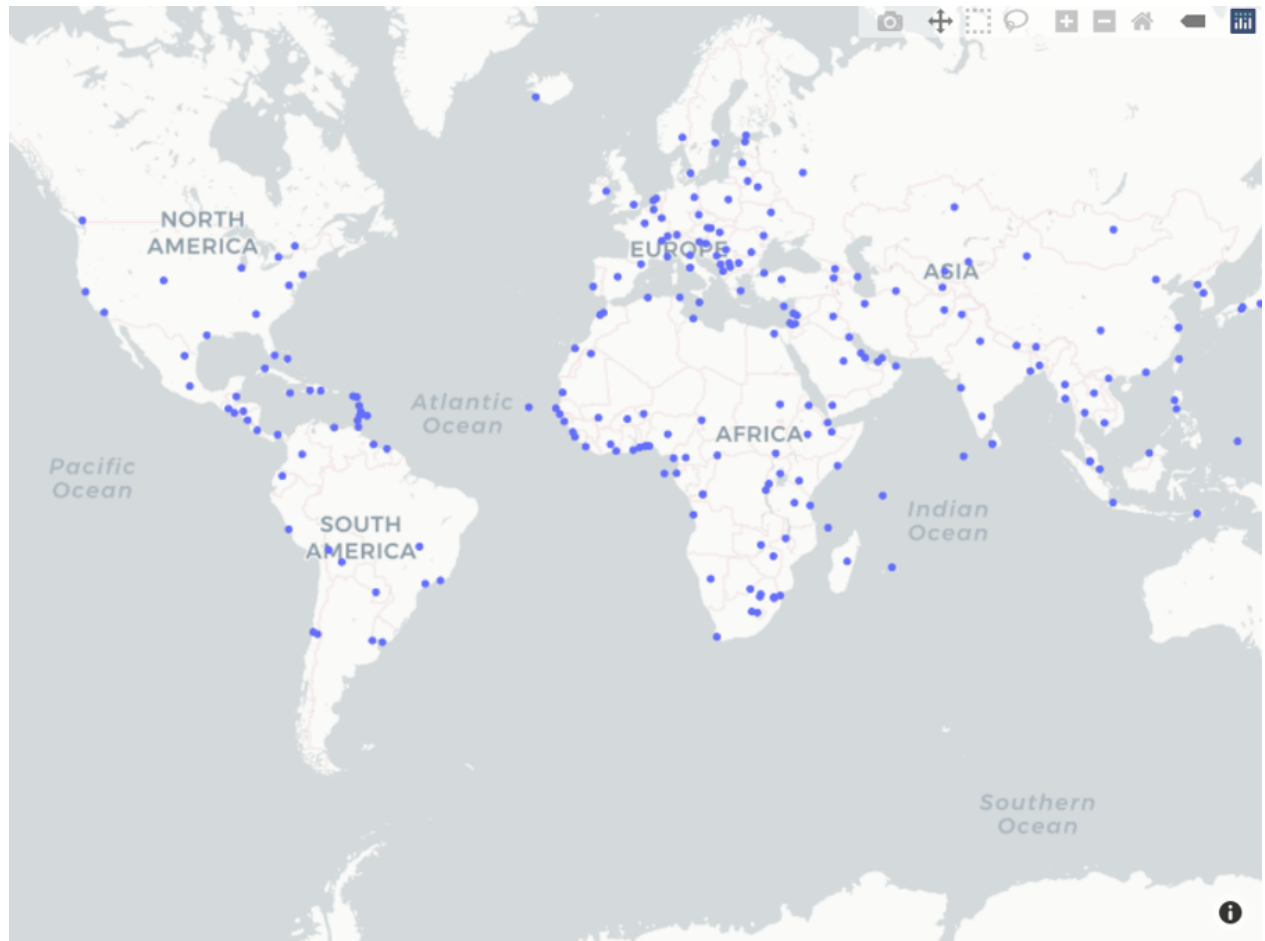 NORTH
AMERICA
EUROPE
ASIA
Atlantic
Ocean
AFRICA
Pacific
Ocean
SOUTH
AMERICA
Indian
Ocean
Southern
Ocean